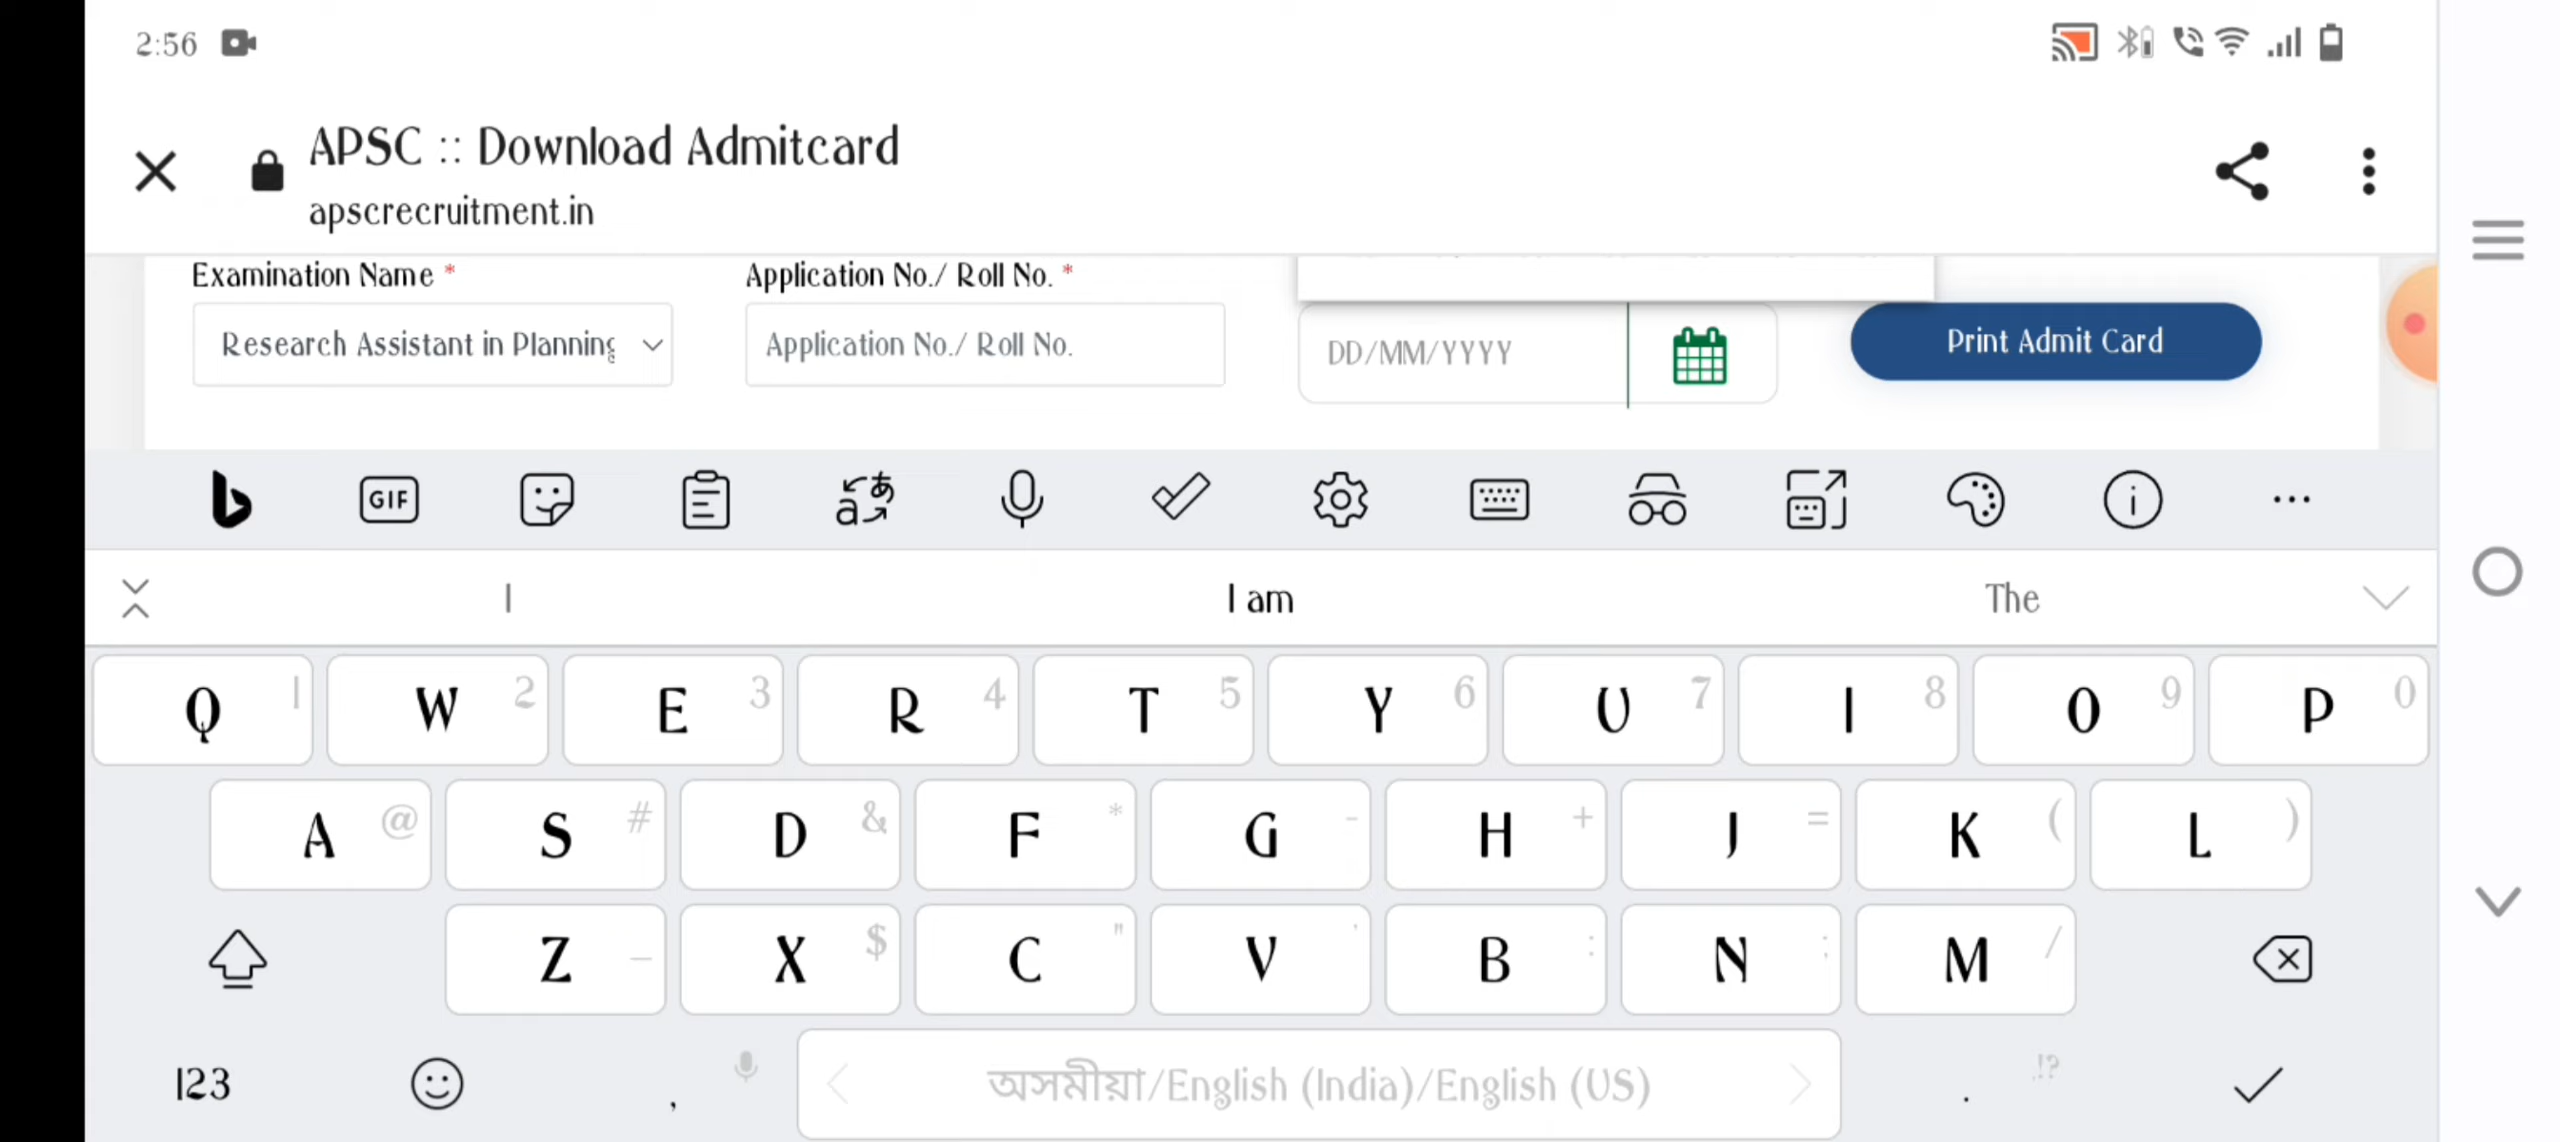 2:56
APSC :: Download Admitcard
apscrecruitment.in
Examination Name *
Application No./ Roll No. *
Research Assistant in Planning
Application No./ Roll No.
DD/MM/YYYY
Print Admit Card
GIF
I
I am
The
Q 1 W 2 E 3 R 4 T 5 Y 6 U 7 I 8 O 9 P 0
A @ S # D & F * G - H + J = K ( L )
Z _ X $ C " V ' B : N ; M /
123 , অসমীয়া/English (India)/English (US) . .!?